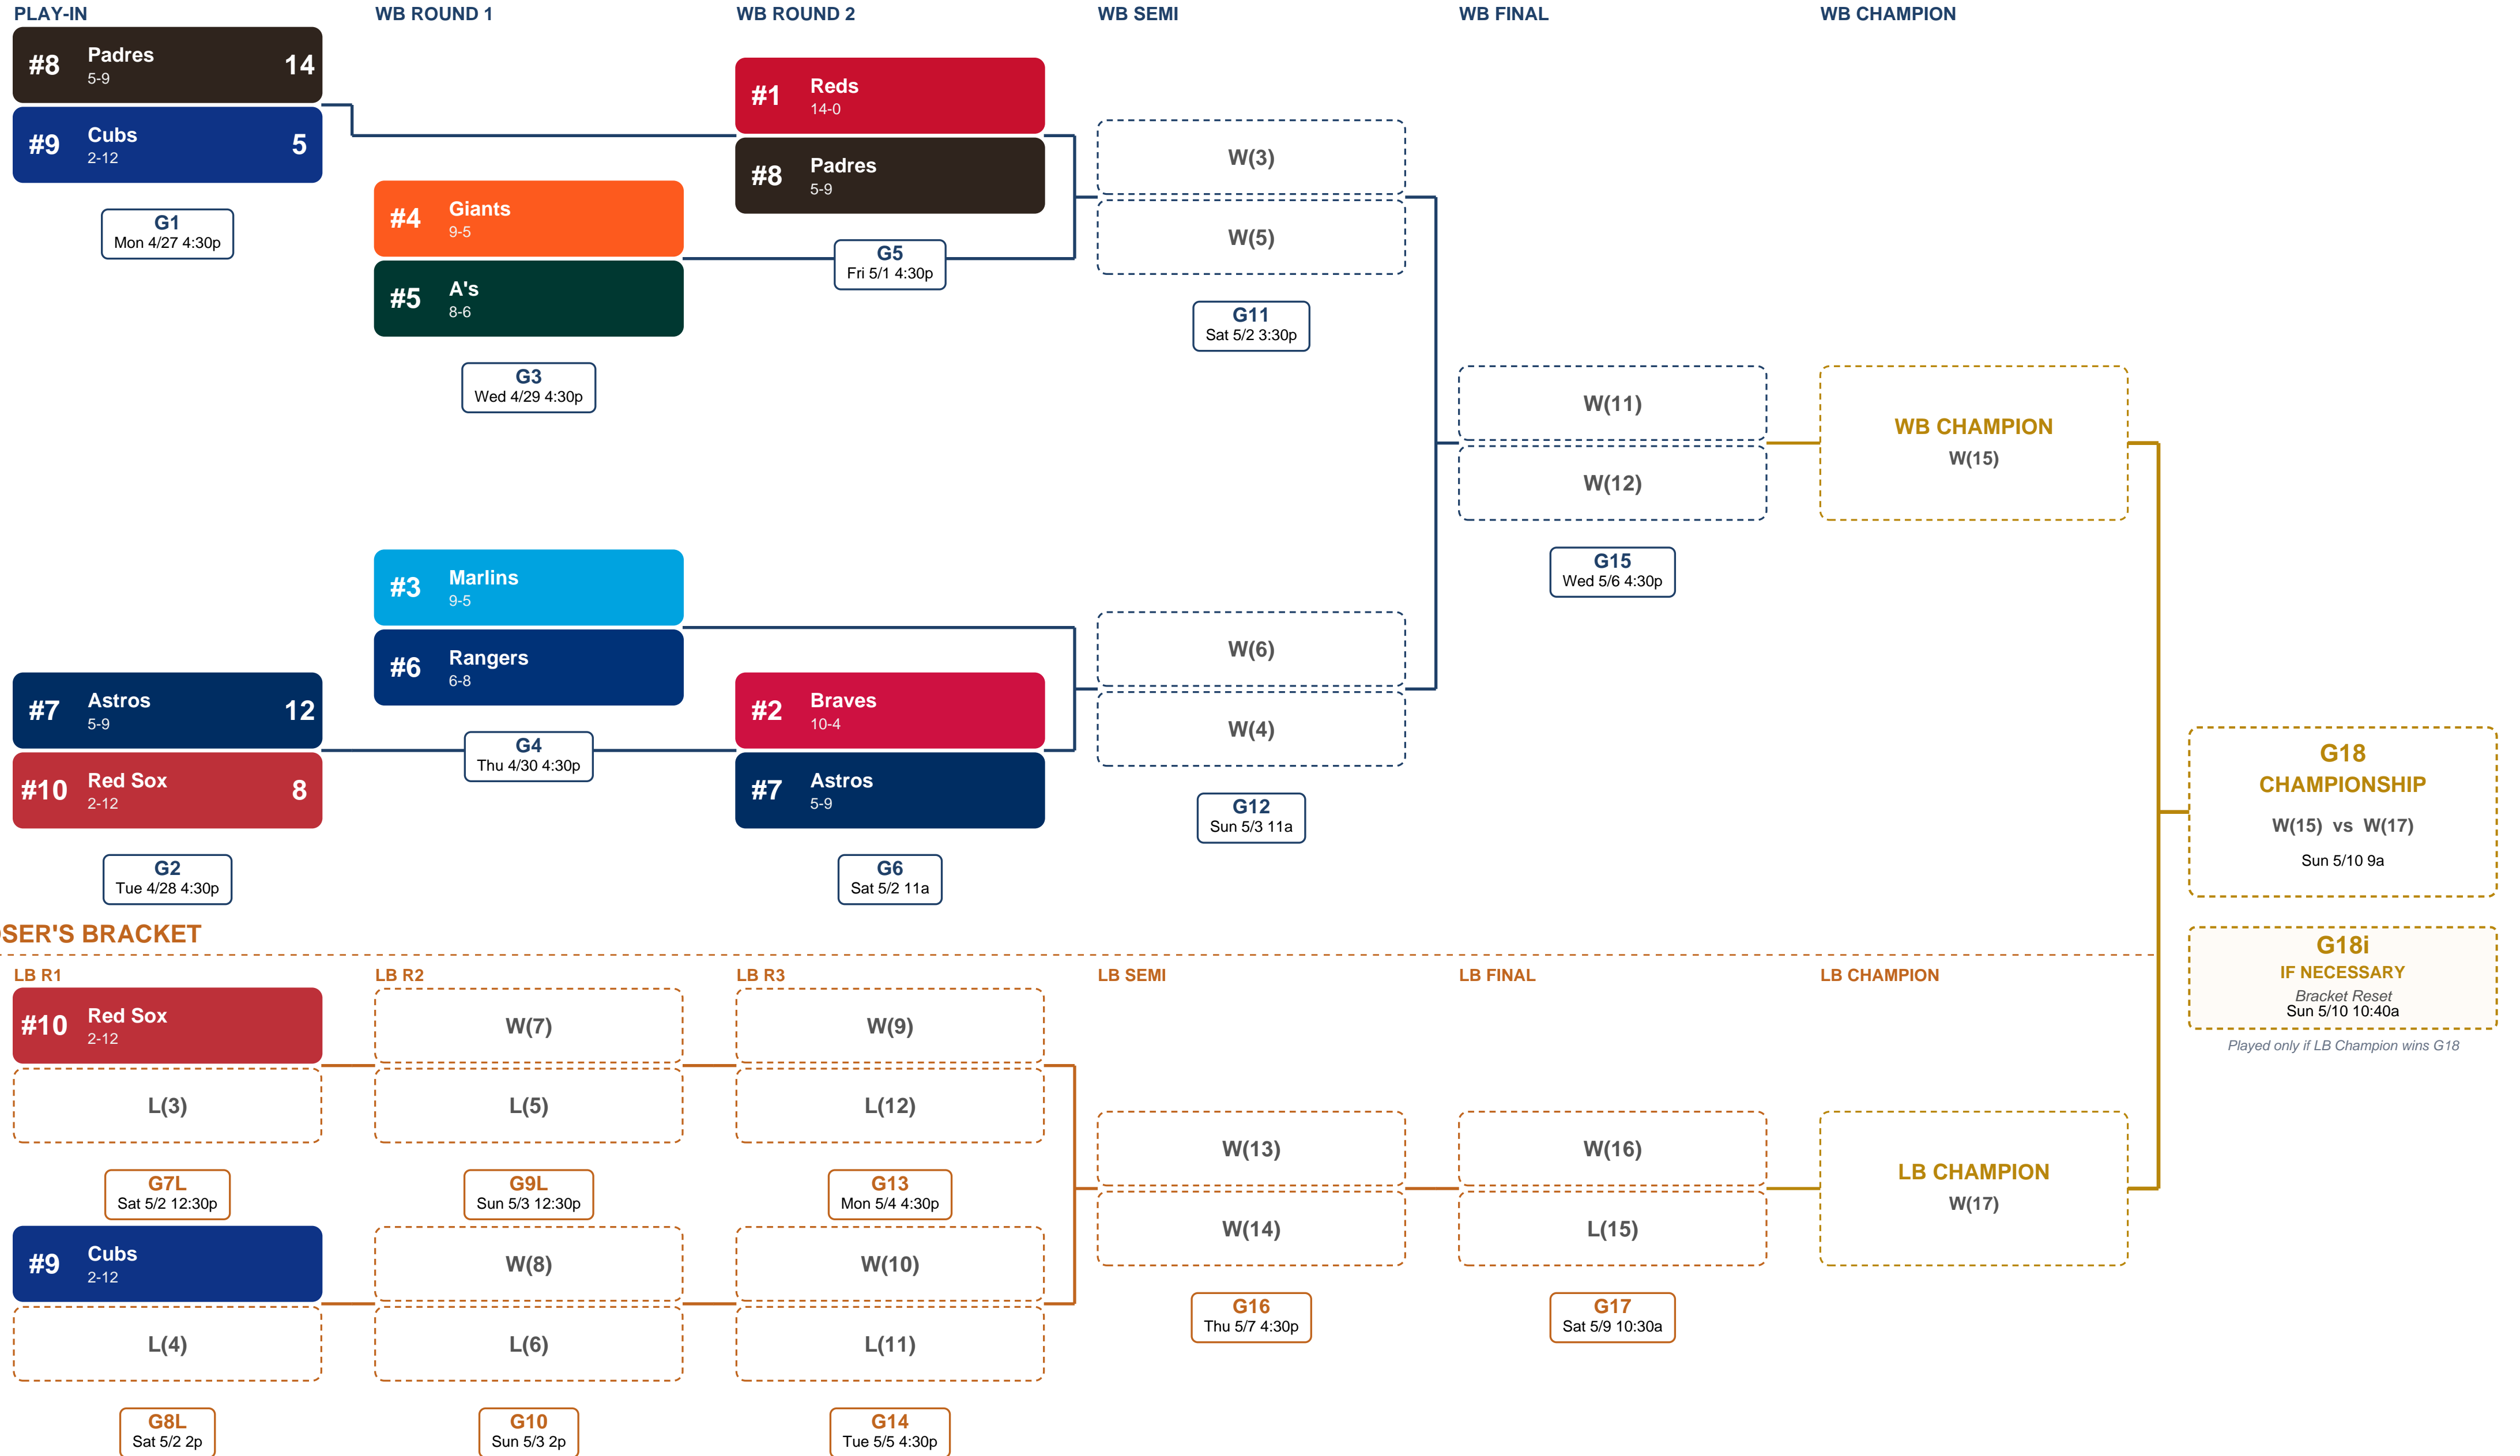 PLAY-IN
WB ROUND 1
WB ROUND 2
WB SEMI
WB FINAL
WB CHAMPION
#8 Padres 14
5-9
#9 Cubs 5
2-12
G1
Mon 4/27 4:30p
#4 Giants
9-5
#5 A's
8-6
G3
Wed 4/29 4:30p
#1 Reds
14-0
#8 Padres
5-9
G5
Fri 5/1 4:30p
W(3)
W(5)
G11
Sat 5/2 3:30p
W(11)
W(12)
G15
Wed 5/6 4:30p
WB CHAMPION
W(15)
#7 Astros 12
5-9
#10 Red Sox 8
2-12
G2
Tue 4/28 4:30p
#3 Marlins
9-5
#6 Rangers
6-8
G4
Thu 4/30 4:30p
#2 Braves
10-4
#7 Astros
5-9
G6
Sat 5/2 11a
W(6)
W(4)
G12
Sun 5/3 11a
G18
CHAMPIONSHIP
W(15) vs W(17)
Sun 5/10 9a
G18i
IF NECESSARY
Bracket Reset
Sun 5/10 10:40a
Played only if LB Champion wins G18
OSER'S BRACKET
LB R1
LB R2
LB R3
LB SEMI
LB FINAL
LB CHAMPION
#10 Red Sox
2-12
L(3)
G7L
Sat 5/2 12:30p
W(7)
L(5)
G9L
Sun 5/3 12:30p
W(9)
L(12)
G13
Mon 5/4 4:30p
#9 Cubs
2-12
L(4)
G8L
Sat 5/2 2p
W(8)
L(6)
G10
Sun 5/3 2p
W(10)
L(11)
G14
Tue 5/5 4:30p
W(13)
W(14)
G16
Thu 5/7 4:30p
W(16)
L(15)
G17
Sat 5/9 10:30a
LB CHAMPION
W(17)